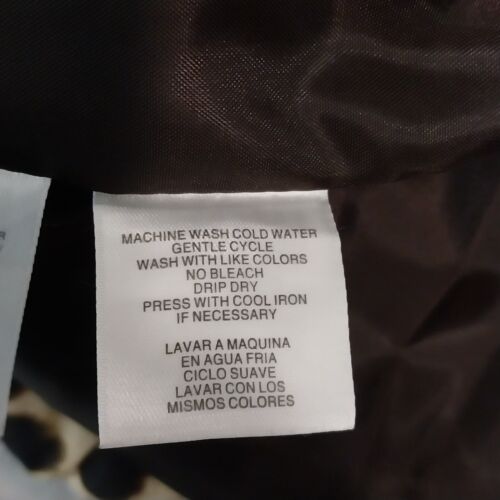 MACHINE WASH COLD WATER
GENTLE CYCLE
WASH WITH LIKE COLORS
NO BLEACH
DRIP DRY
PRESS WITH COOL IRON
IF NECESSARY
LAVAR A MAQUINA
EN AGUA FRIA
CICLO SUAVE
LAVAR CON LOS
MISMOS COLORES